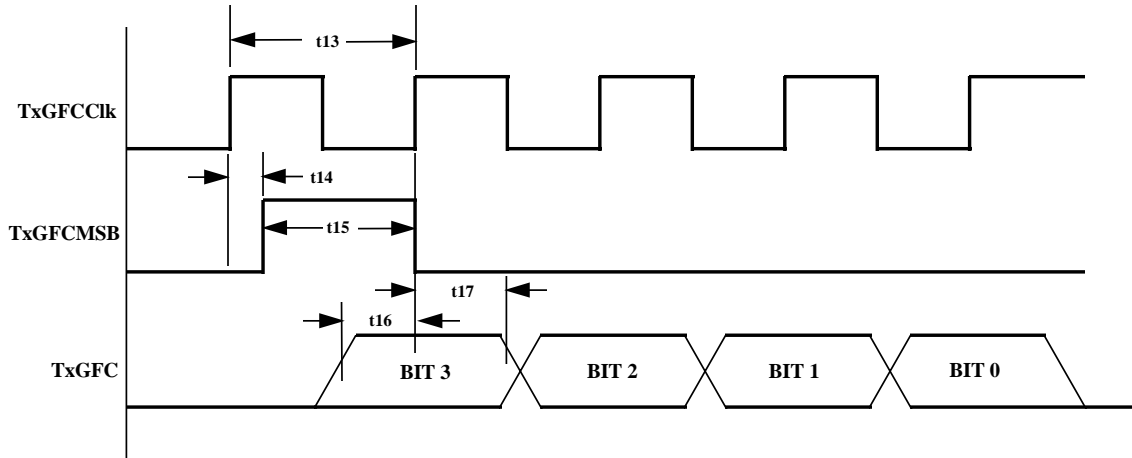 t13
TxGFCClk
t14
TxGFCMSB
t15
t17
t16
TxGFC
BIT 3
BIT 2
BIT 1
BIT 0